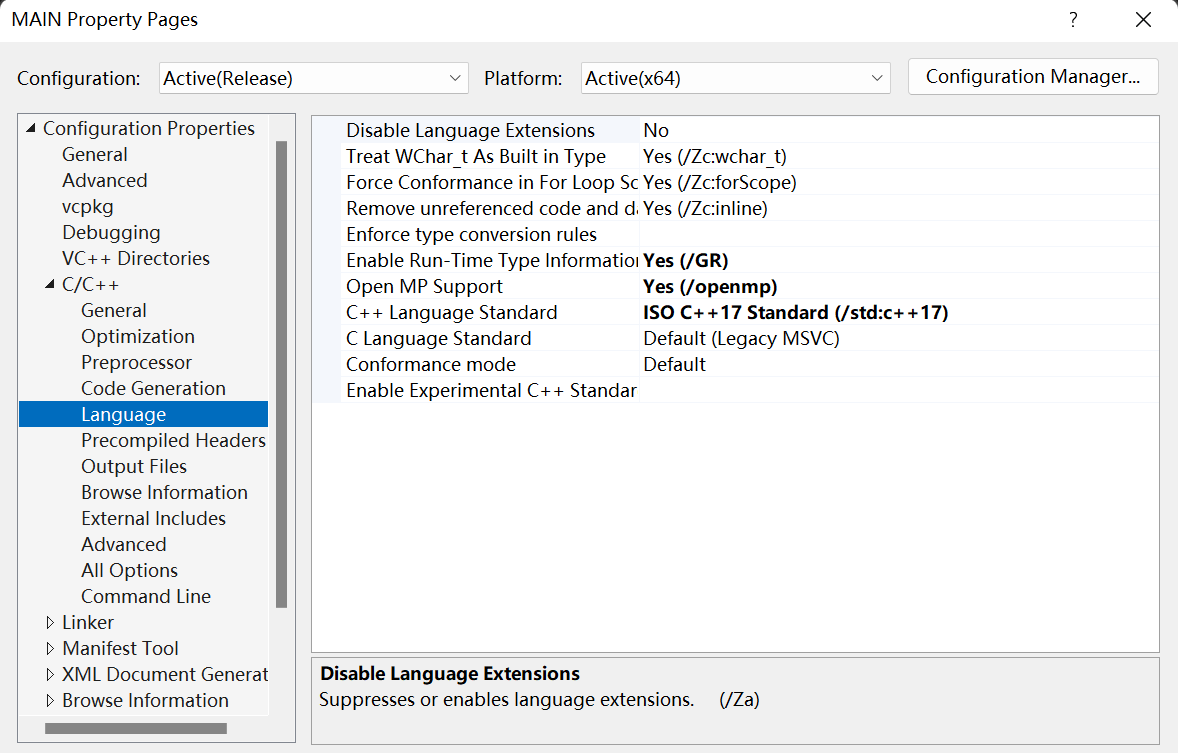 MAIN Property Pages ?
Configuration: Active(Release) Platform: Active(x64) Configuration Manager...
Configuration Properties
General
Advanced
vcpkg
Debugging
VC++ Directories
C/C++
General
Optimization
Preprocessor
Code Generation
Language
Precompiled Headers
Output Files
Browse Information
External Includes
Advanced
All Options
Command Line
Linker
Manifest Tool
XML Document Generat
Browse Information
Disable Language Extensions No
Treat WChar_t As Built in Type Yes (/Zc:wchar_t)
Force Conformance in For Loop Sc Yes (/Zc:forScope)
Remove unreferenced code and da Yes (/Zc:inline)
Enforce type conversion rules
Enable Run-Time Type Information Yes (/GR)
Open MP Support Yes (/openmp)
C++ Language Standard ISO C++17 Standard (/std:c++17)
C Language Standard Default (Legacy MSVC)
Conformance mode Default
Enable Experimental C++ Standar
Disable Language Extensions
Suppresses or enables language extensions. (/Za)